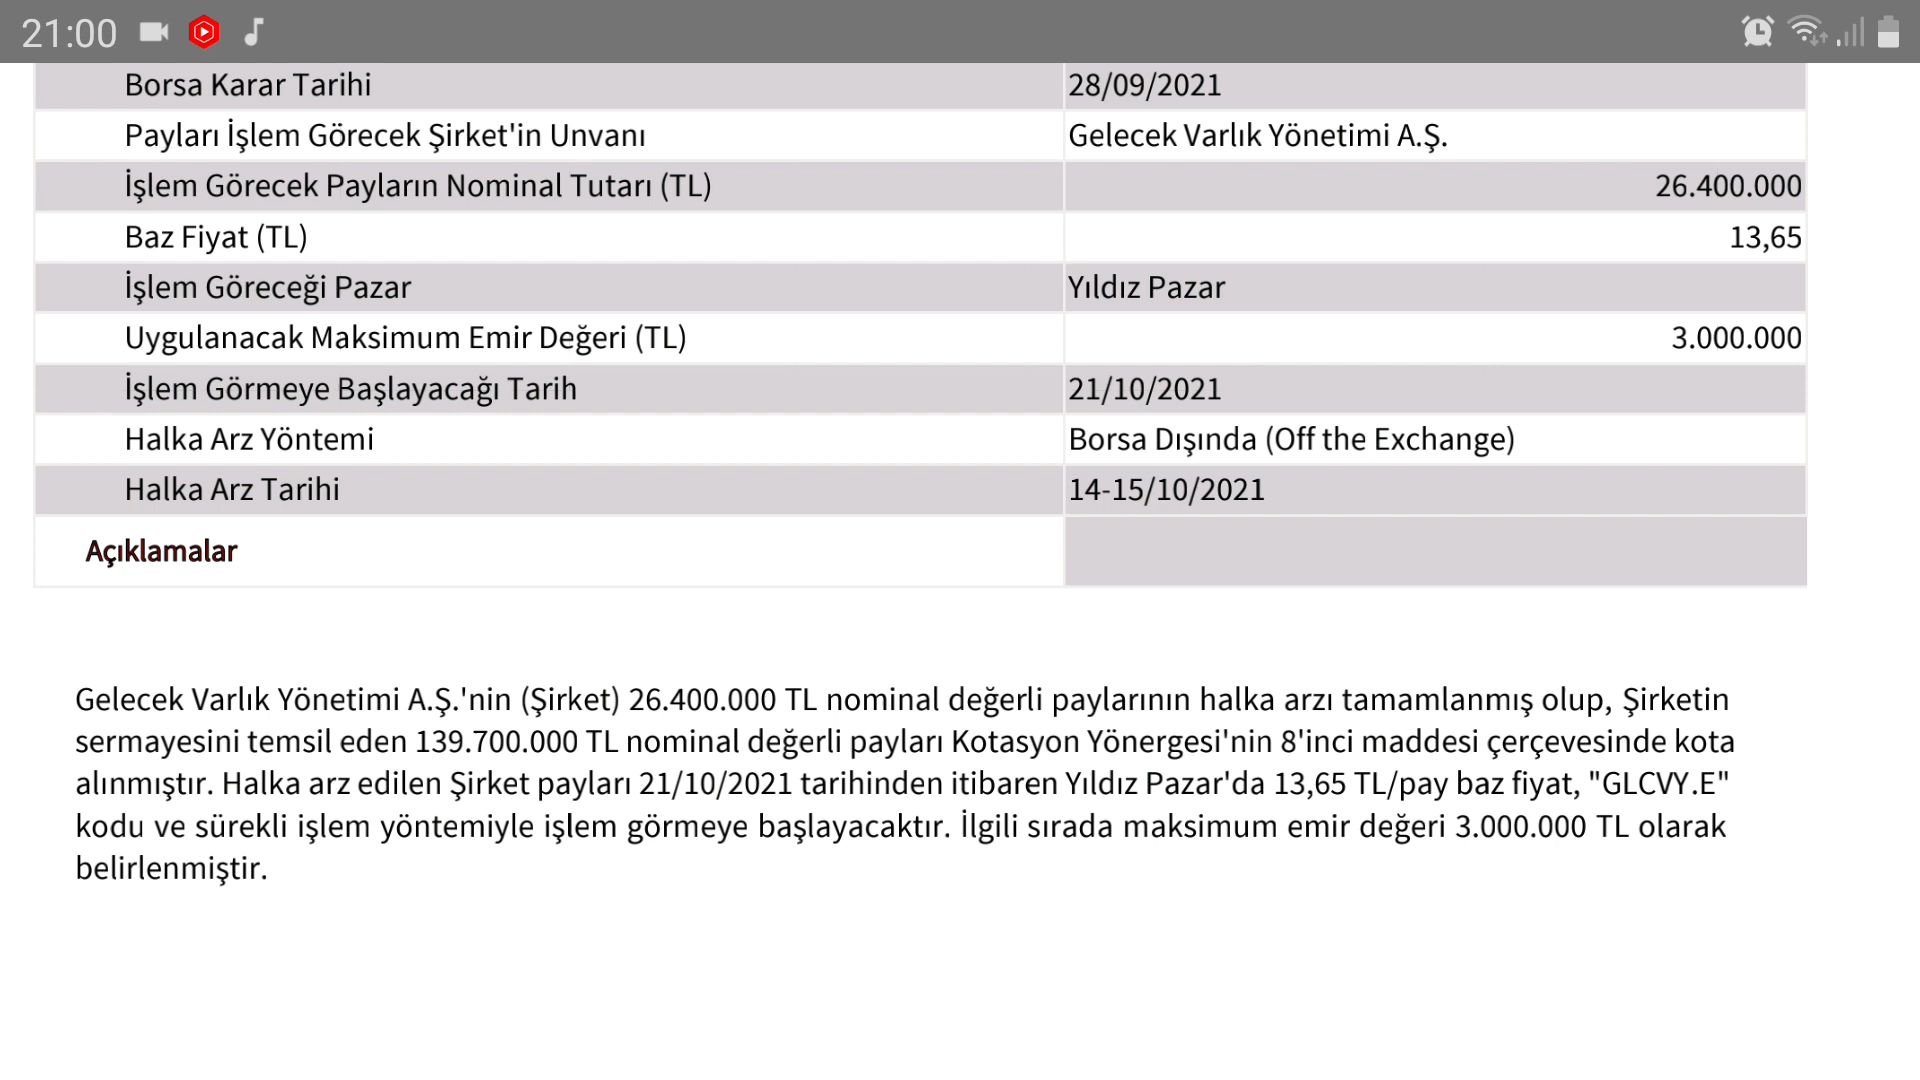 21:00
Borsa Karar Tarihi 28/09/2021
Payları İşlem Görecek Şirket'in Unvanı Gelecek Varlık Yönetimi A.Ş.
İşlem Görecek Payların Nominal Tutarı (TL) 26.400.000
Baz Fiyat (TL) 13,65
İşlem Göreceği Pazar Yıldız Pazar
Uygulanacak Maksimum Emir Değeri (TL) 3.000.000
İşlem Görmeye Başlayacağı Tarih 21/10/2021
Halka Arz Yöntemi Borsa Dışında (Off the Exchange)
Halka Arz Tarihi 14-15/10/2021
Açıklamalar
Gelecek Varlık Yönetimi A.Ş.'nin (Şirket) 26.400.000 TL nominal değerli paylarının halka arzı tamamlanmış olup, Şirketin
sermayesini temsil eden 139.700.000 TL nominal değerli payları Kotasyon Yönergesi'nin 8'inci maddesi çerçevesinde kota
alınmıştır. Halka arz edilen Şirket payları 21/10/2021 tarihinden itibaren Yıldız Pazar'da 13,65 TL/pay baz fiyat, "GLCVY.E"
kodu ve sürekli işlem yöntemiyle işlem görmeye başlayacaktır. İlgili sırada maksimum emir değeri 3.000.000 TL olarak
belirlenmiştir.